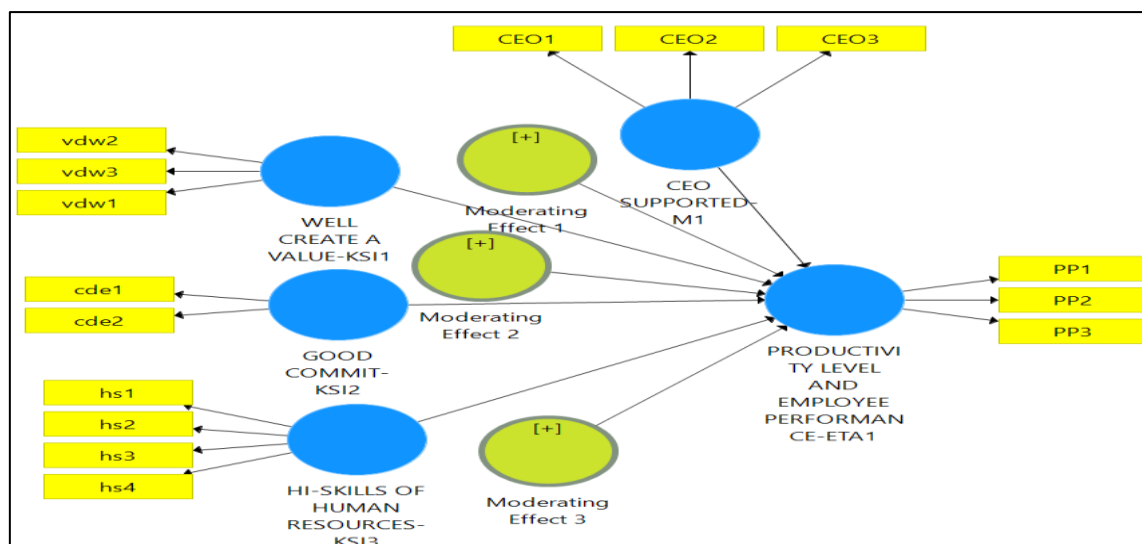 CEO1
CEO2
CEO3
vdw2
vdw3
vdw1
WELL
CREATE A
VALUE-KSI1
[+]
Moderating
Effect 1
CEO
SUPPORTED-
M1
cde1
cde2
GOOD
COMMIT-
KSI2
[+]
Moderating
Effect 2
PP1
PP2
PP3
PRODUCTIVI
TY LEVEL
AND
EMPLOYEE
PERFORMAN
CE-ETA1
hs1
hs2
hs3
hs4
HI-SKILLS OF
HUMAN
RESOURCES-
KSI3
[+]
Moderating
Effect 3